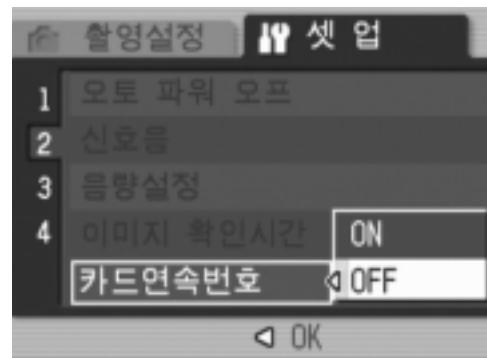 촬영설정 셋 업
1 오토 파워 오프
2 신호음
3 음량설정
4 이미지 확인시간 ON
카드연속번호 OFF
OK